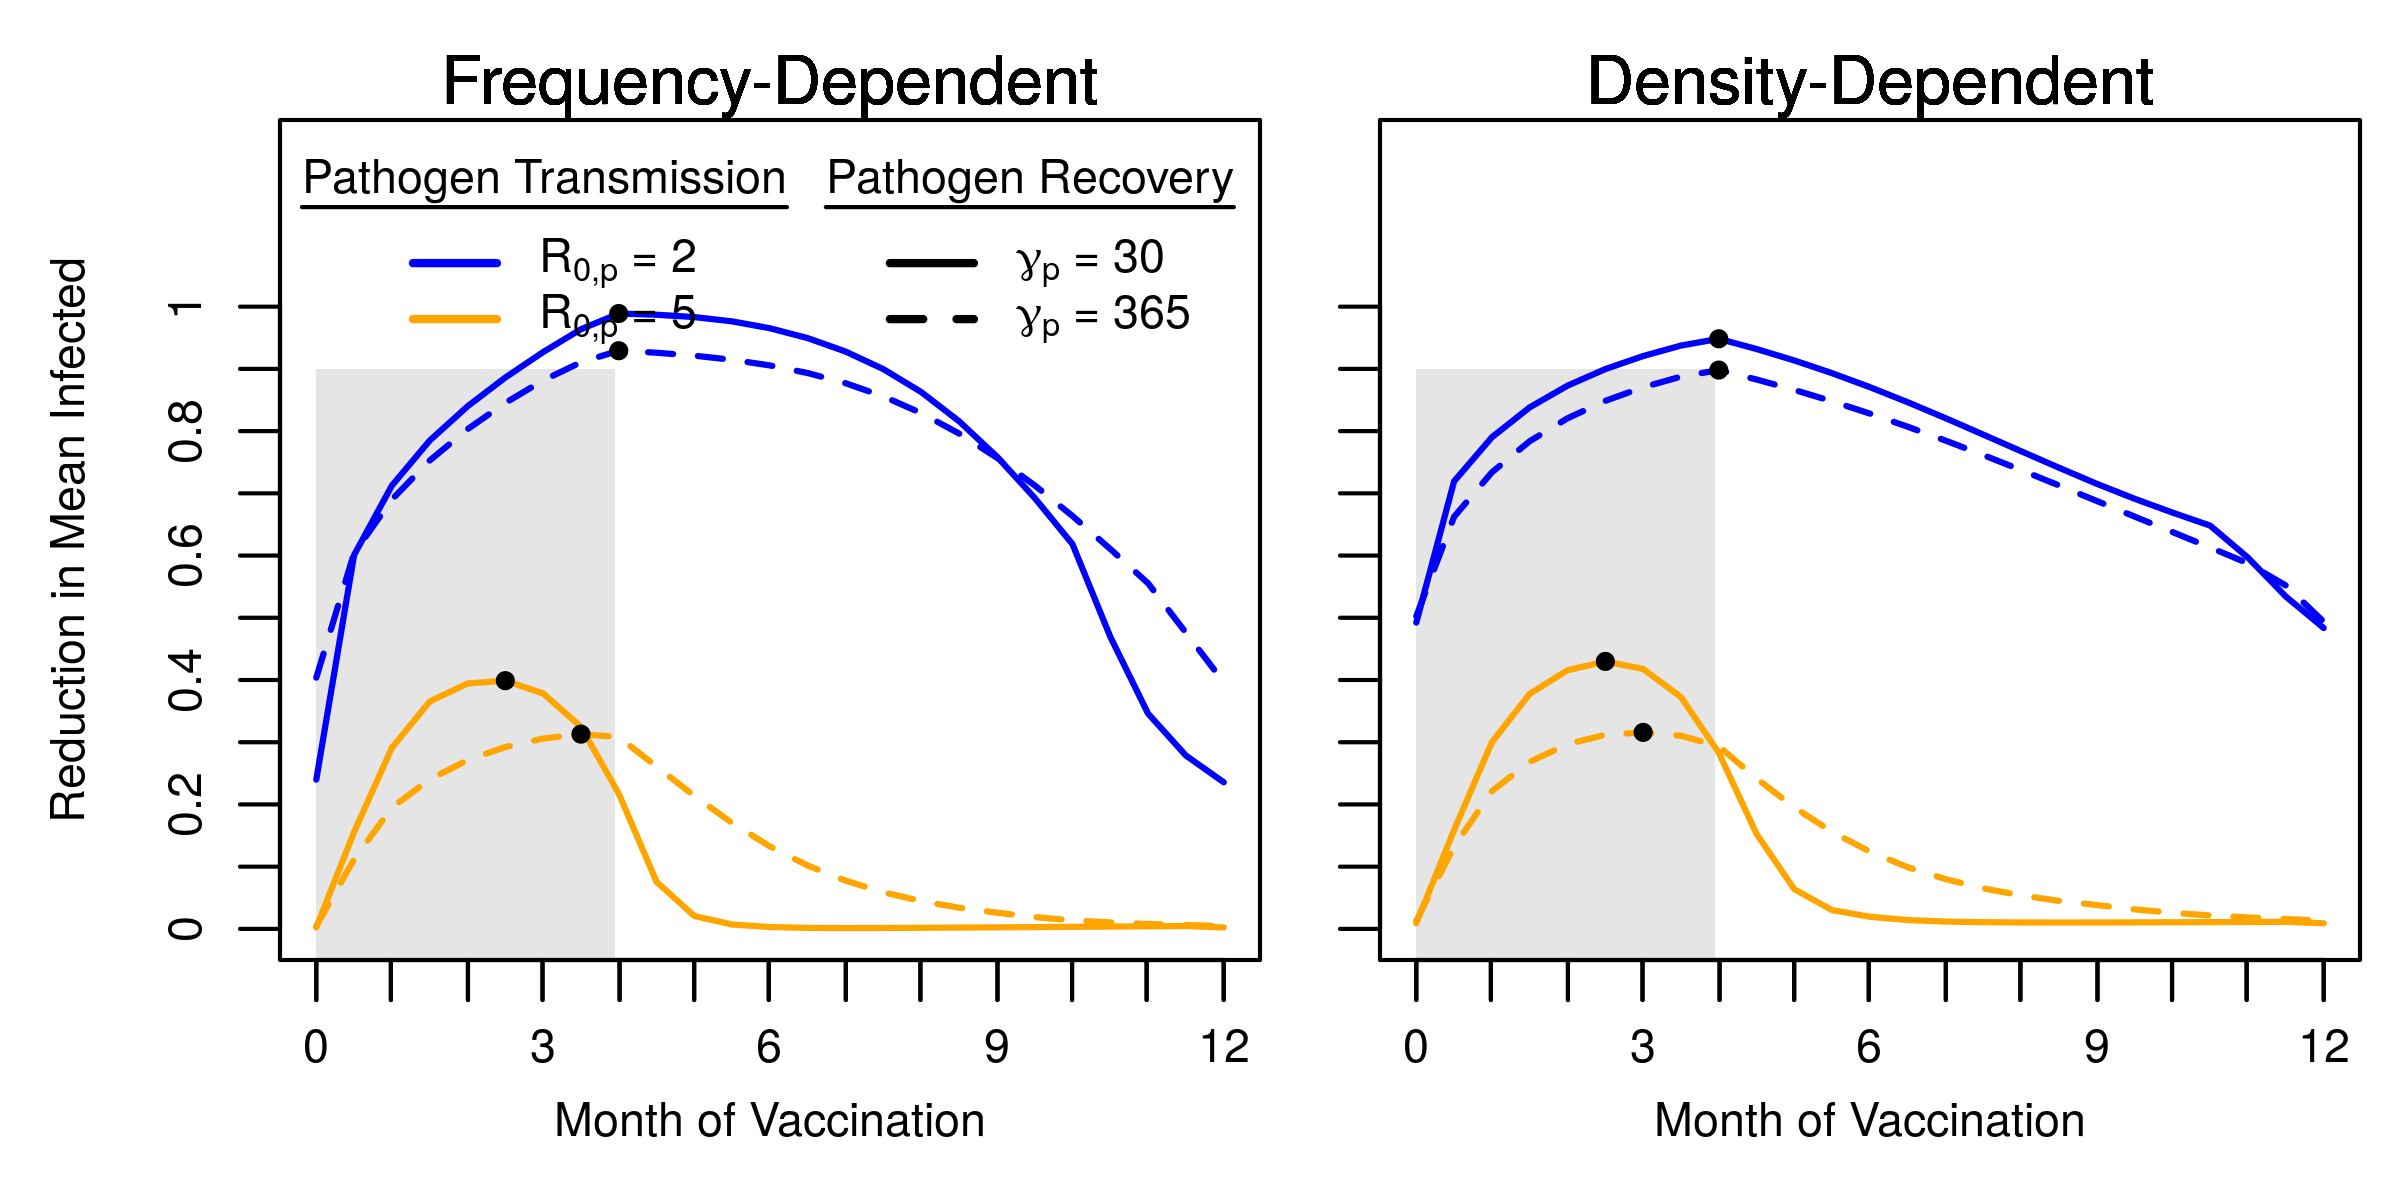 Frequency-Dependent
Density-Dependent
Pathogen Transmission
Pathogen Recovery
R0,p = 2
γp = 30
R0,p = 5
γp = 365
Reduction in Mean Infected
1
0.8
0.6
0.4
0.2
0
0 3 6 9 12
0 3 6 9 12
Month of Vaccination
Month of Vaccination